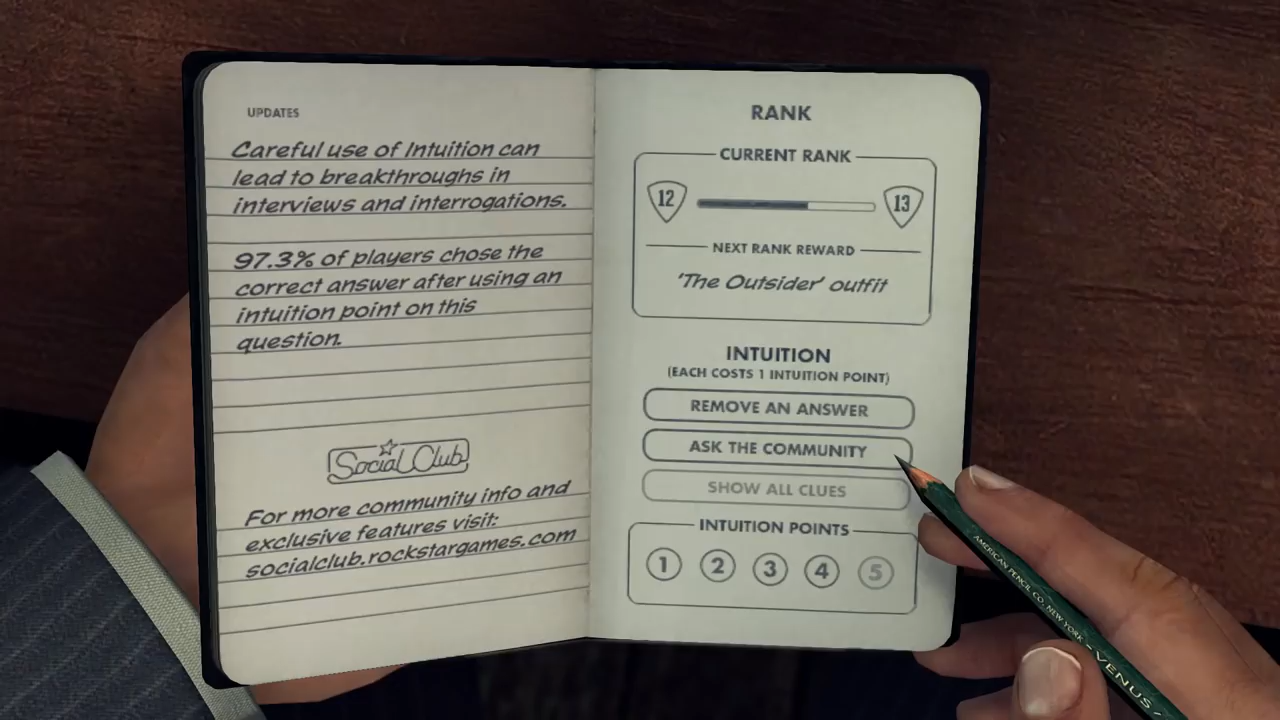 UPDATES
Careful use of Intuition can
lead to breakthroughs in
interviews and interrogations.
97.3% of players chose the
correct answer after using an
intuition point on this
question.
Social Club
For more community info and
exclusive features visit:
socialclub.rockstargames.com
RANK
CURRENT RANK
12
13
NEXT RANK REWARD
'The Outsider' outfit
INTUITION
(EACH COSTS 1 INTUITION POINT)
REMOVE AN ANSWER
ASK THE COMMUNITY
SHOW ALL CLUES
INTUITION POINTS
1 2 3 4 5
AMERICAN PENCIL CO. NEW YORK - VENUS